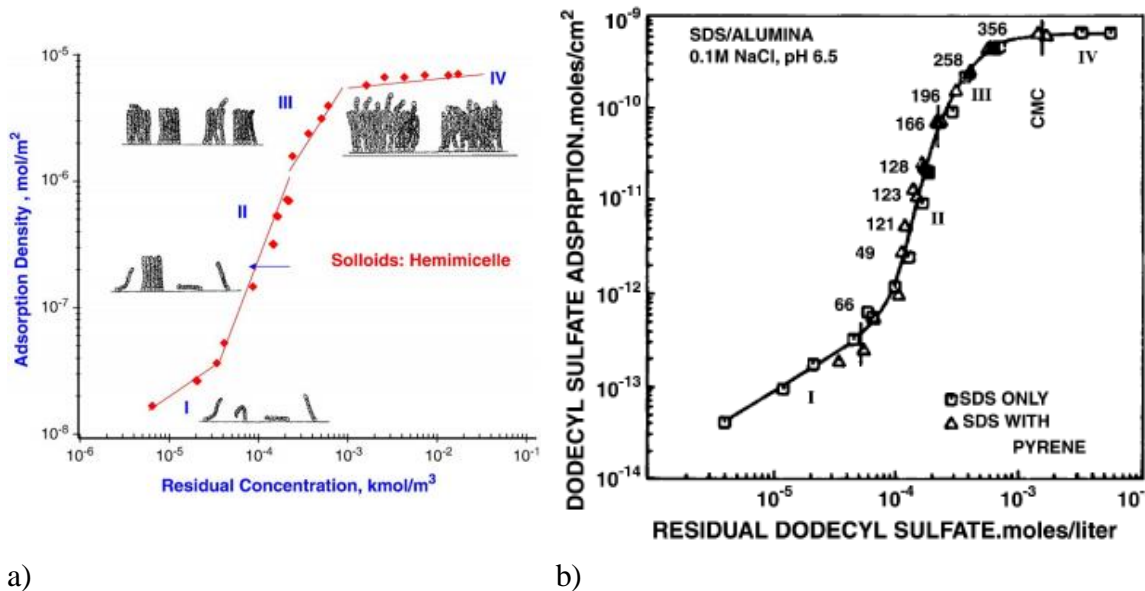 10^-5
10^-6
10^-7
10^-8
Adsorption Density , mol/m²
III
IV
II
Solloids: Hemimicelle
I
10^-6 10^-5 10^-4 10^-3 10^-2 10^-1
Residual Concentration, kmol/m³
a)
10^-9
10^-10
10^-11
10^-12
10^-13
10^-14
DODECYL SULFATE ADSPRPTION.moles/cm²
SDS/ALUMINA
0.1M NaCl, pH 6.5
356
258
IV
III
CMC
196
166
128
123
II
121
49
66
I
SDS ONLY
SDS WITH
PYRENE
10^-5 10^-4 10^-3 10^-
RESIDUAL DODECYL SULFATE.moles/liter
b)